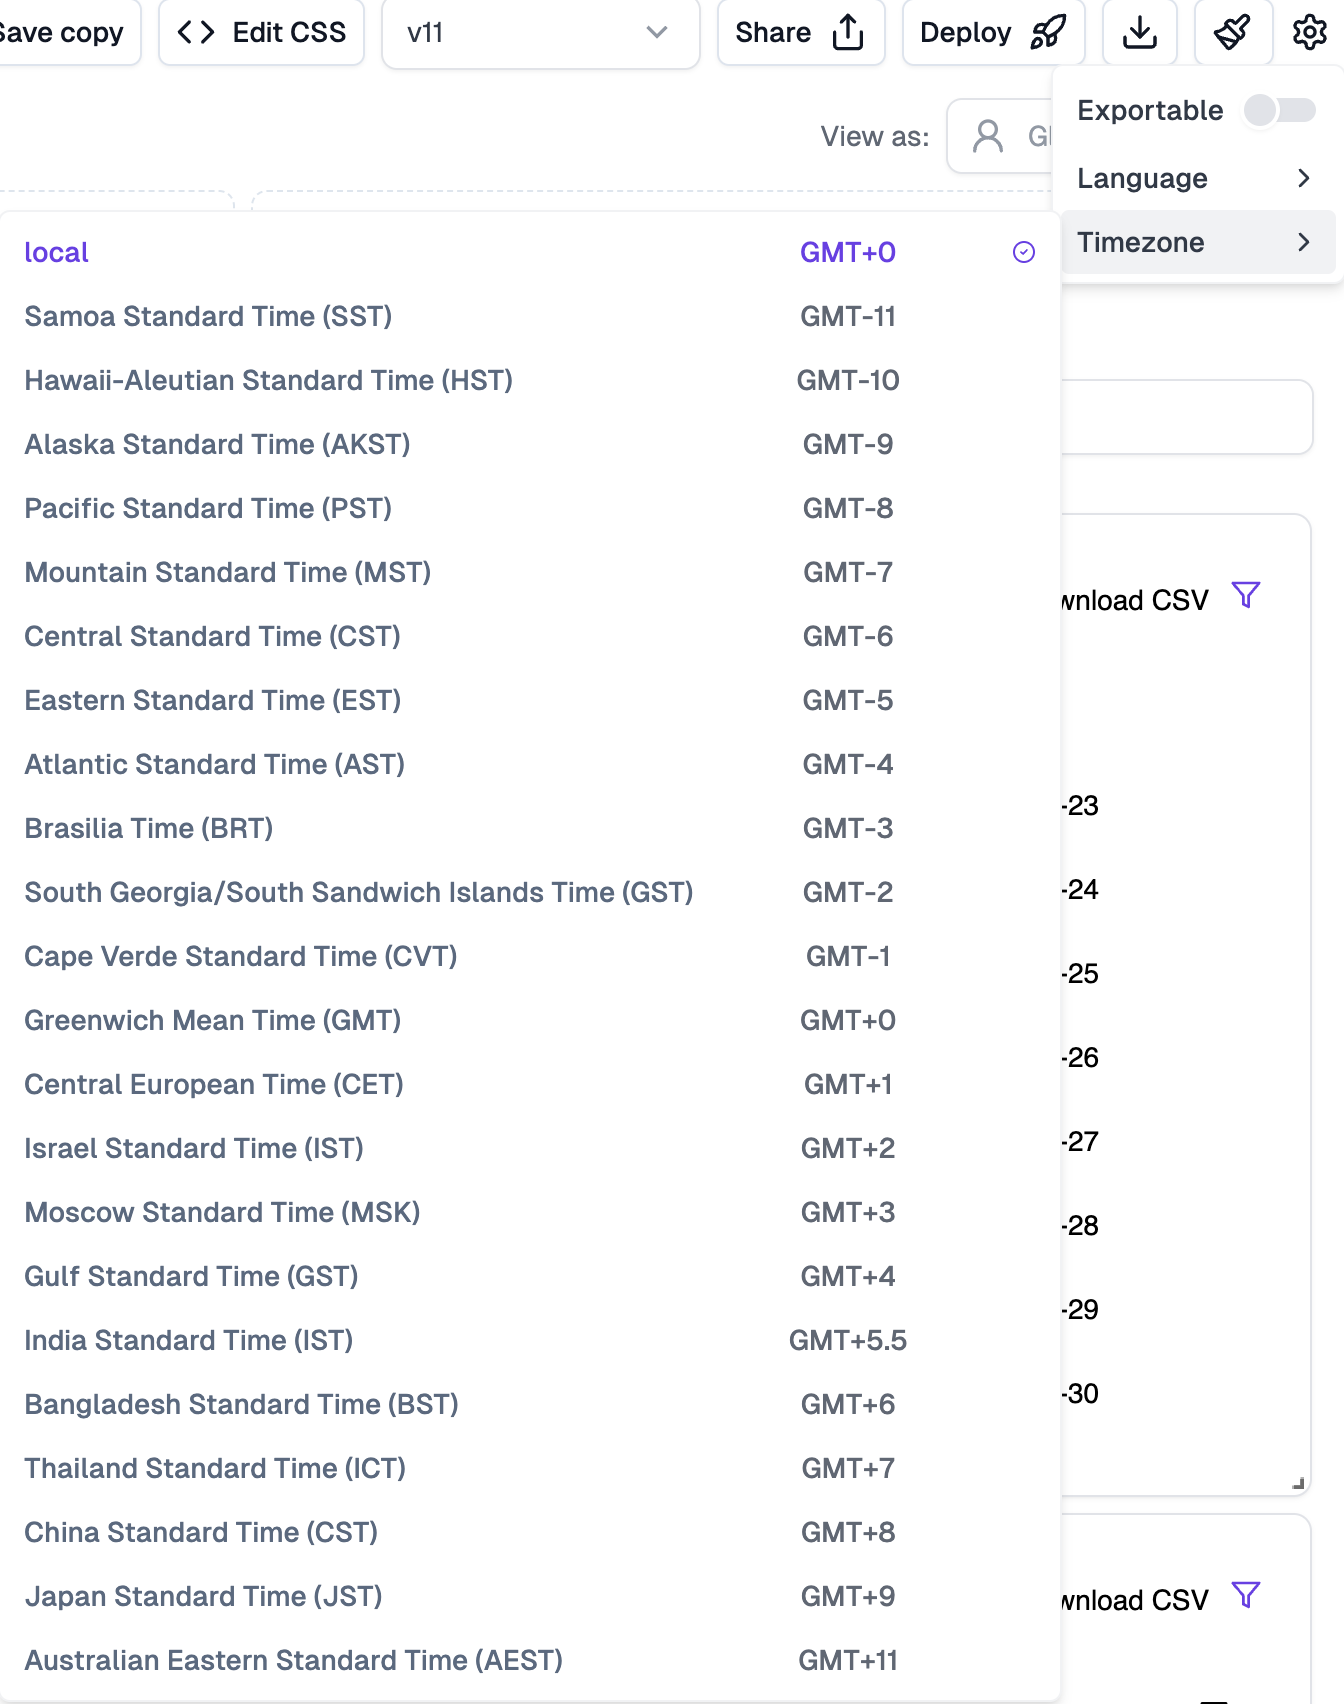 Save copy
Edit CSS
v11
Share
Deploy
Exportable
View as:
Language
Timezone
local GMT+0
Samoa Standard Time (SST) GMT-11
Hawaii-Aleutian Standard Time (HST) GMT-10
Alaska Standard Time (AKST) GMT-9
Pacific Standard Time (PST) GMT-8
Mountain Standard Time (MST) GMT-7
wnload CSV
Central Standard Time (CST) GMT-6
Eastern Standard Time (EST) GMT-5
Atlantic Standard Time (AST) GMT-4
-23
Brasilia Time (BRT) GMT-3
South Georgia/South Sandwich Islands Time (GST) GMT-2
-24
Cape Verde Standard Time (CVT) GMT-1
-25
Greenwich Mean Time (GMT) GMT+0
-26
Central European Time (CET) GMT+1
Israel Standard Time (IST) GMT+2
-27
Moscow Standard Time (MSK) GMT+3
-28
Gulf Standard Time (GST) GMT+4
-29
India Standard Time (IST) GMT+5.5
-30
Bangladesh Standard Time (BST) GMT+6
Thailand Standard Time (ICT) GMT+7
China Standard Time (CST) GMT+8
Japan Standard Time (JST) GMT+9
wnload CSV
Australian Eastern Standard Time (AEST) GMT+11